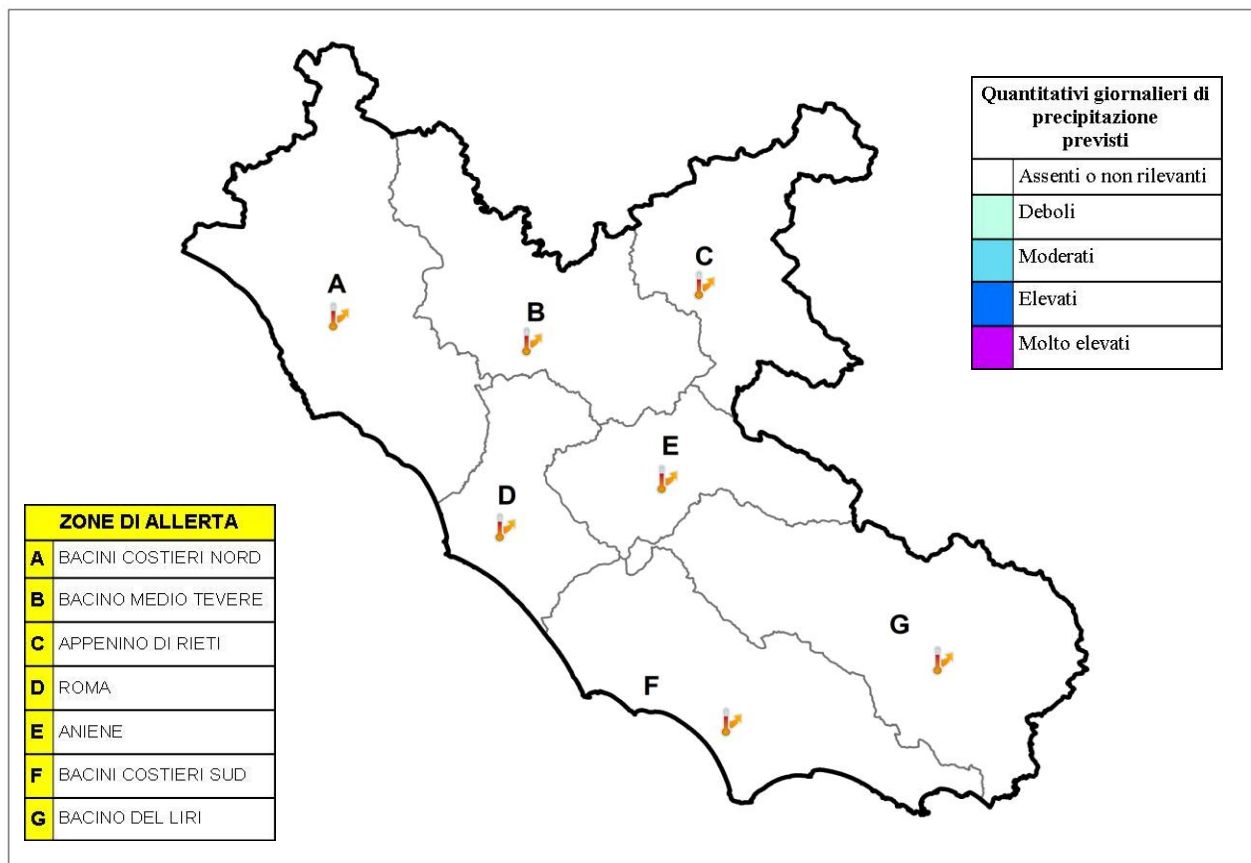 Quantitativi giornalieri di
precipitazione
previsti
Assenti o non rilevanti
Deboli
Moderati
Elevati
Molto elevati
A
B
C
D
E
F
G
ZONE DI ALLERTA
A BACINI COSTIERI NORD
B BACINO MEDIO TEVERE
C APPENINO DI RIETI
D ROMA
E ANIENE
F BACINI COSTIERI SUD
G BACINO DEL LIRI